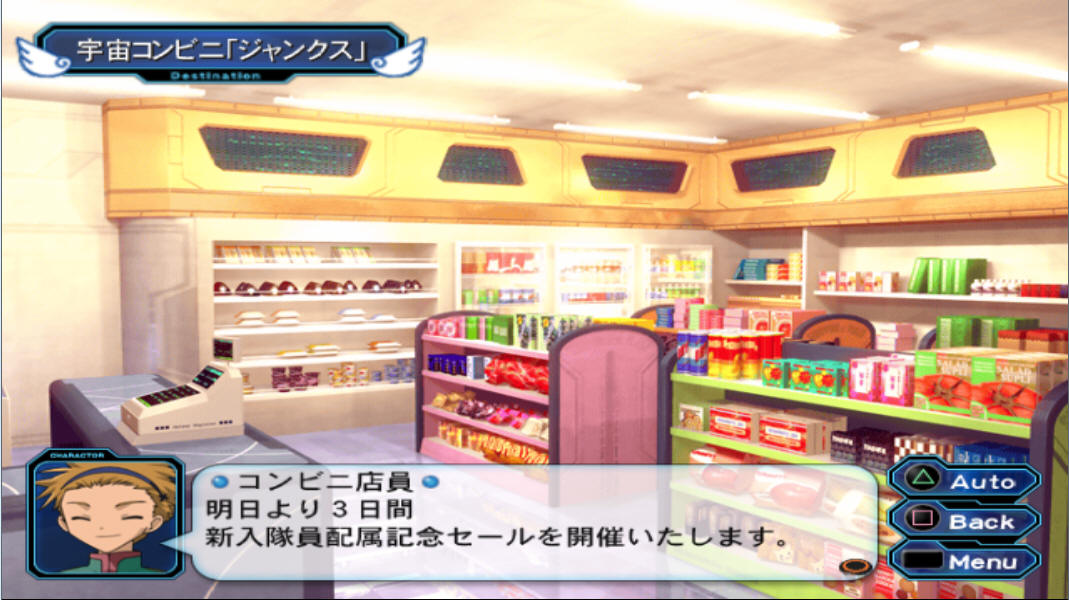 宇宙コンビニ「ジャンクス」
Destination
CHARACTOR
コンビニ店員
明日より３日間
新入隊員配属記念セールを開催いたします。
Auto
Back
Menu